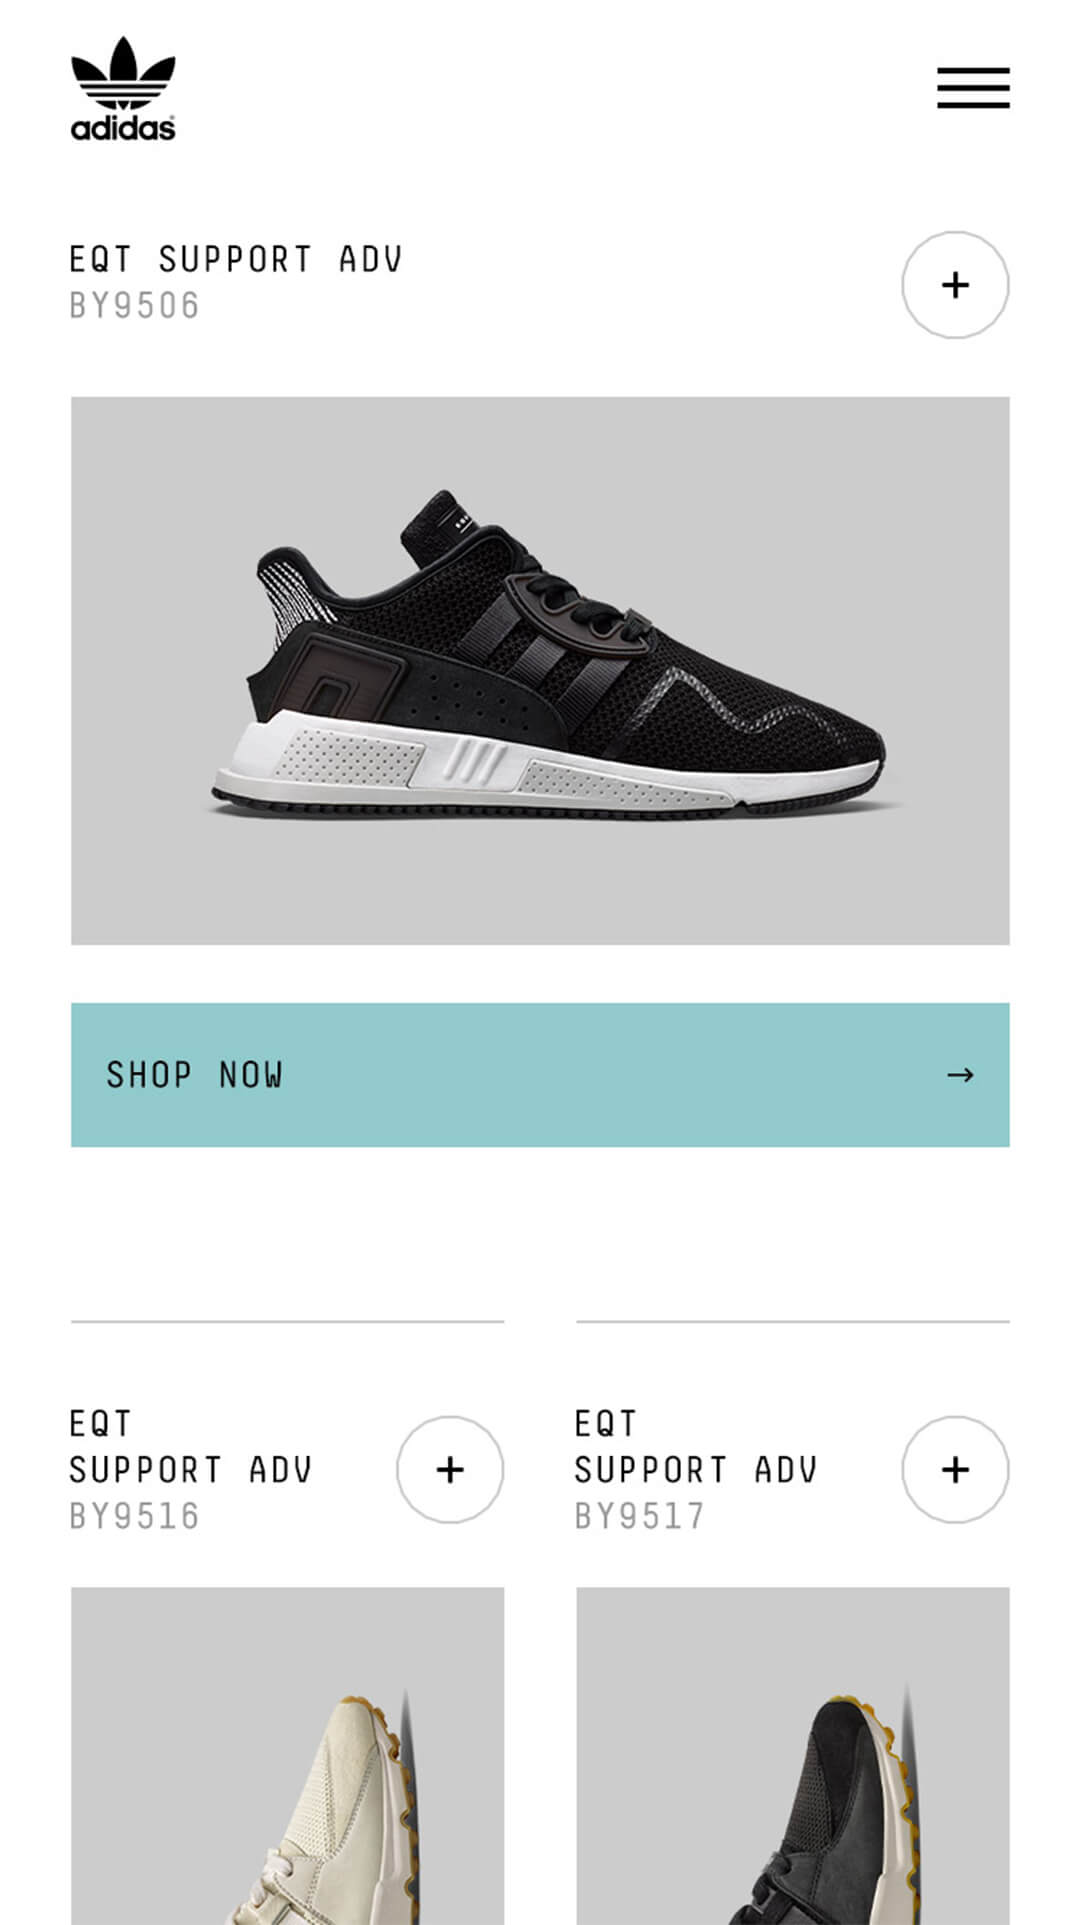 adidas
EQT SUPPORT ADV
BY9506
+
SHOP NOW →
EQT
SUPPORT ADV
BY9516
+
EQT
SUPPORT ADV
BY9517
+